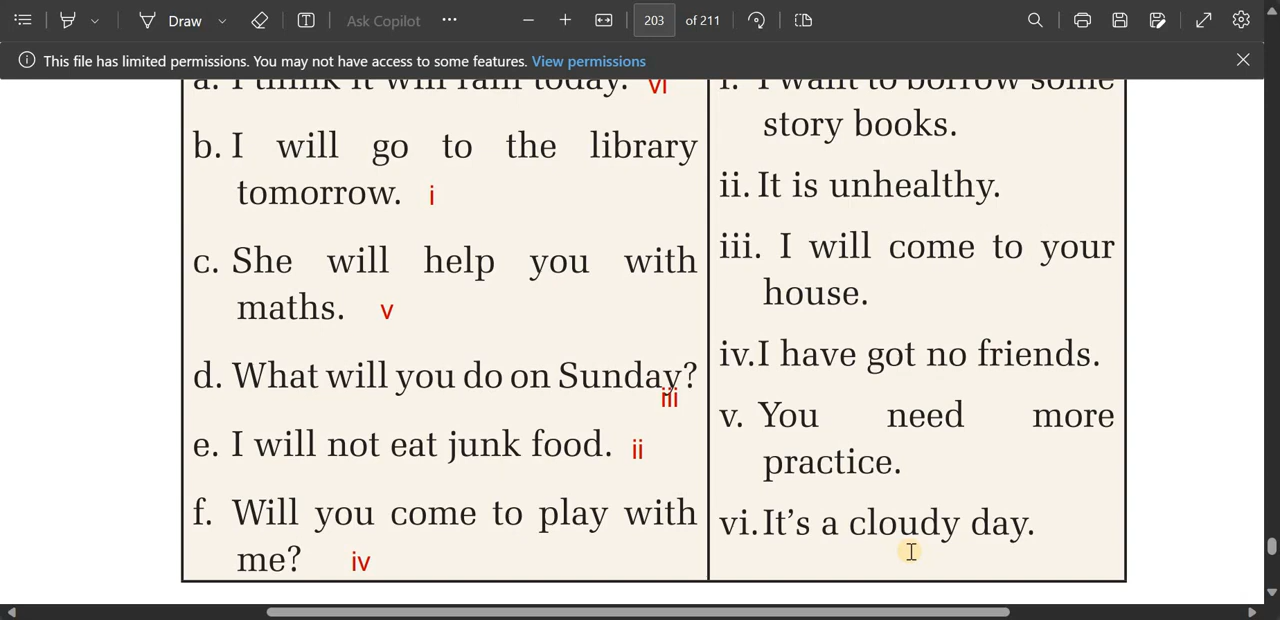 Draw
Ask Copilot
203 of 211
This file has limited permissions. You may not have access to some features. View permissions
a. I think it will rain today. vi
b. I will go to the library
tomorrow. i
c. She will help you with
maths. v
d. What will you do on Sunday?
iii
e. I will not eat junk food. ii
f. Will you come to play with
me? iv
i. I want to borrow some
story books.
ii. It is unhealthy.
iii. I will come to your
house.
iv. I have got no friends.
v. You need more
practice.
vi. It's a cloudy day.